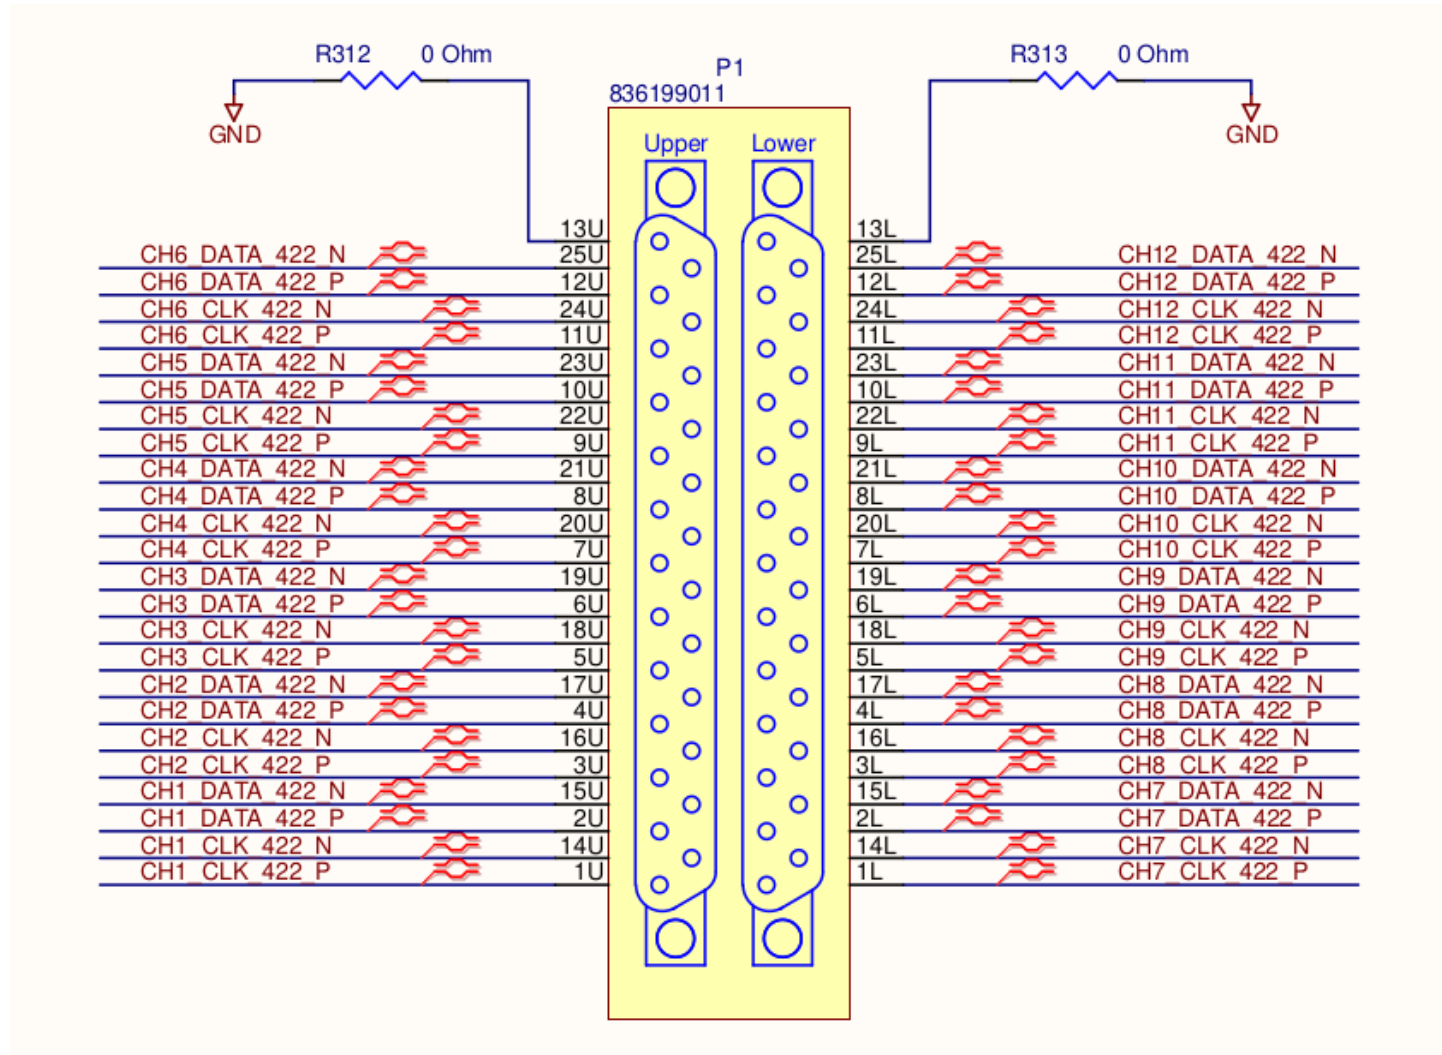 R312 0 Ohm
R313 0 Ohm
P1
836199011
GND
GND
Upper Lower
13U 13L
CH6_DATA_422_N 25U 25L CH12_DATA_422_N
CH6_DATA_422_P 12U 12L CH12_DATA_422_P
CH6_CLK_422_N 24U 24L CH12_CLK_422_N
CH6_CLK_422_P 11U 11L CH12_CLK_422_P
CH5_DATA_422_N 23U 23L CH11_DATA_422_N
CH5_DATA_422_P 10U 10L CH11_DATA_422_P
CH5_CLK_422_N 22U 22L CH11_CLK_422_N
CH5_CLK_422_P 9U 9L CH11_CLK_422_P
CH4_DATA_422_N 21U 21L CH10_DATA_422_N
CH4_DATA_422_P 8U 8L CH10_DATA_422_P
CH4_CLK_422_N 20U 20L CH10_CLK_422_N
CH4_CLK_422_P 7U 7L CH10_CLK_422_P
CH3_DATA_422_N 19U 19L CH9_DATA_422_N
CH3_DATA_422_P 6U 6L CH9_DATA_422_P
CH3_CLK_422_N 18U 18L CH9_CLK_422_N
CH3_CLK_422_P 5U 5L CH9_CLK_422_P
CH2_DATA_422_N 17U 17L CH8_DATA_422_N
CH2_DATA_422_P 4U 4L CH8_DATA_422_P
CH2_CLK_422_N 16U 16L CH8_CLK_422_N
CH2_CLK_422_P 3U 3L CH8_CLK_422_P
CH1_DATA_422_N 15U 15L CH7_DATA_422_N
CH1_DATA_422_P 2U 2L CH7_DATA_422_P
CH1_CLK_422_N 14U 14L CH7_CLK_422_N
CH1_CLK_422_P 1U 1L CH7_CLK_422_P